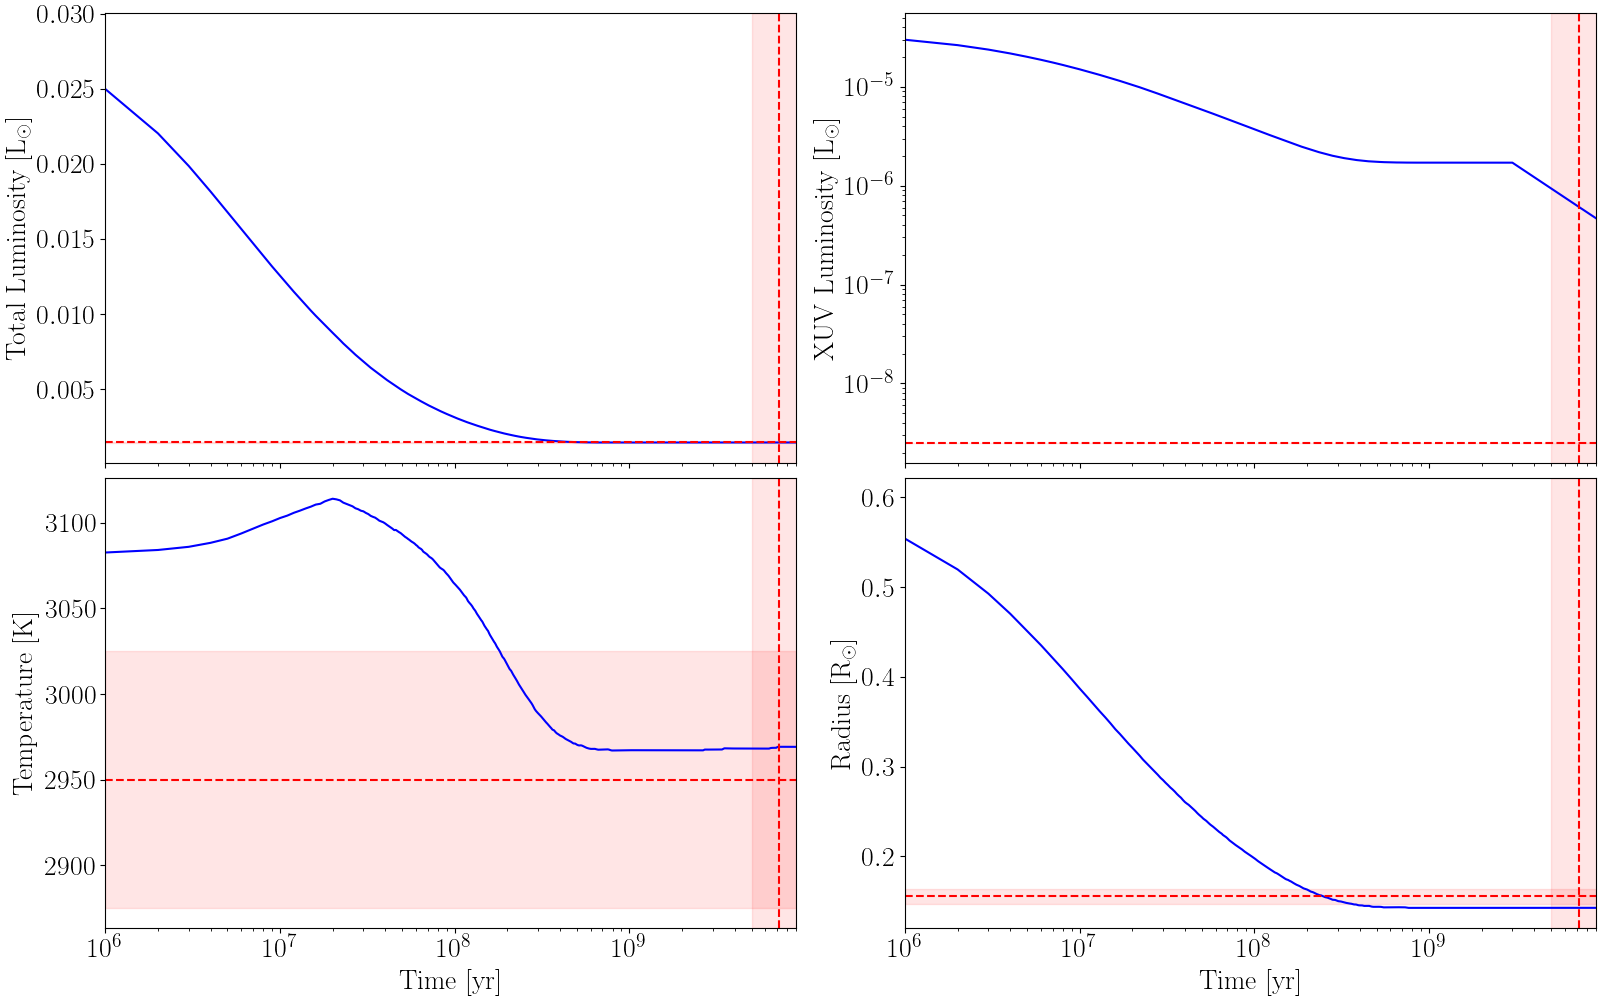 0.030
0.025
0.020
0.015
0.010
0.005
Total Luminosity [L⊙]
10⁻⁵
10⁻⁶
10⁻⁷
10⁻⁸
XUV Luminosity [L⊙]
3100
3050
3000
2950
2900
Temperature [K]
10⁶ 10⁷ 10⁸ 10⁹
Time [yr]
0.6
0.5
0.4
0.3
0.2
Radius [R⊙]
10⁶ 10⁷ 10⁸ 10⁹
Time [yr]